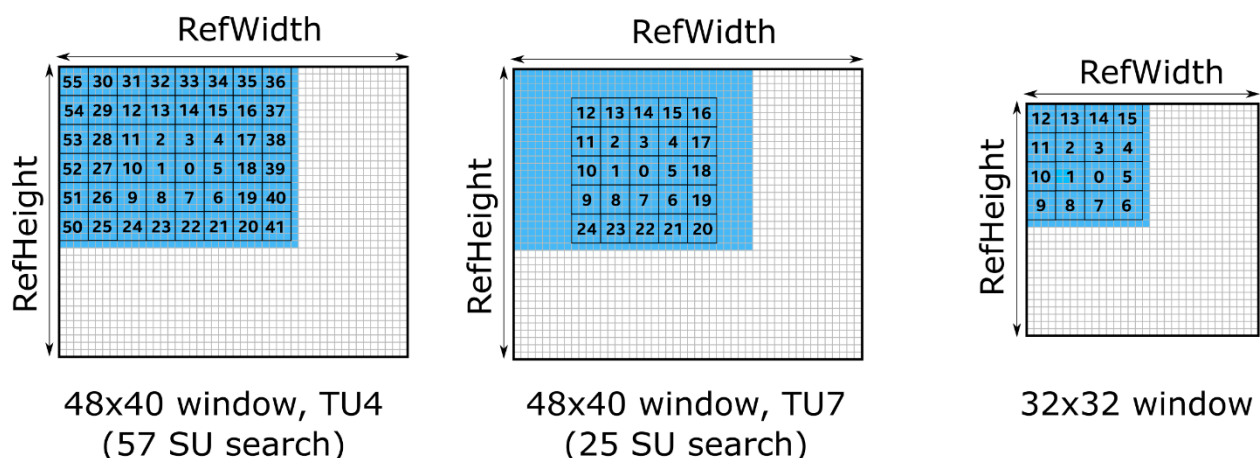 RefWidth
RefHeight
55 30 31 32 33 34 35 36
54 29 12 13 14 15 16 37
53 28 11 2 3 4 17 38
52 27 10 1 0 5 18 39
51 26 9 8 7 6 19 40
50 25 24 23 22 21 20 41
48x40 window, TU4
(57 SU search)
RefWidth
RefHeight
12 13 14 15 16
11 2 3 4 17
10 1 0 5 18
9 8 7 6 19
24 23 22 21 20
48x40 window, TU7
(25 SU search)
RefWidth
RefHeight
12 13 14 15
11 2 3 4
10 1 0 5
9 8 7 6
32x32 window